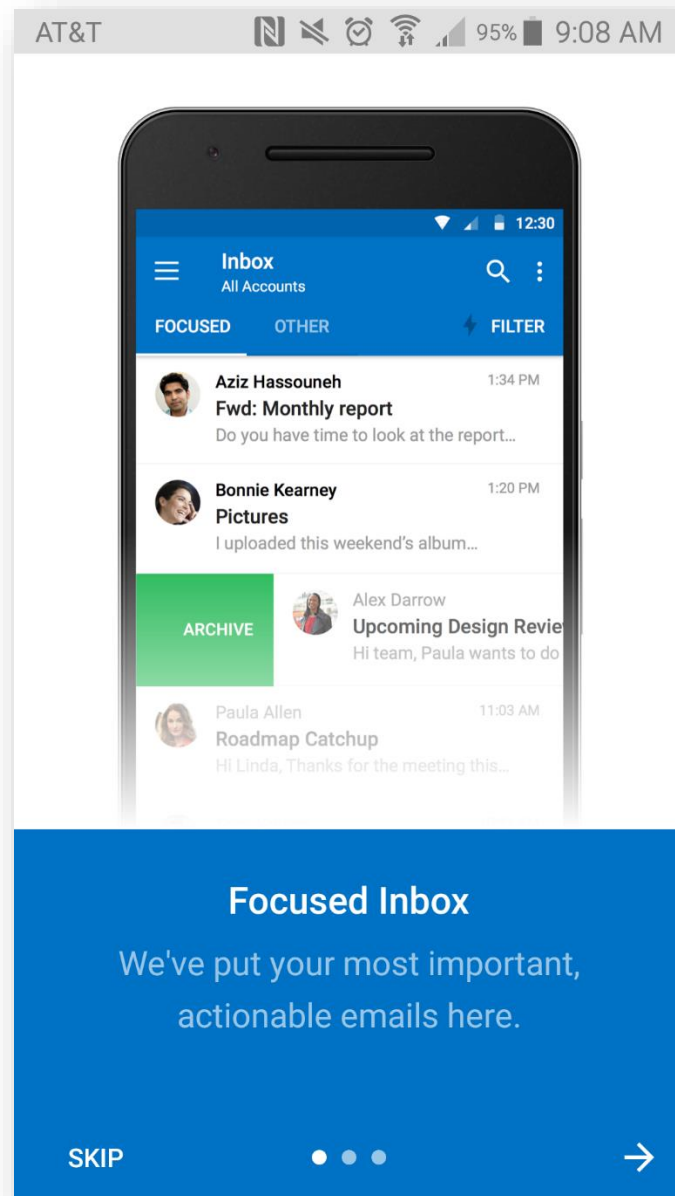 AT&T 95% 9:08 AM
12:30
Inbox
All Accounts
FOCUSED OTHER FILTER
Aziz Hassouneh 1:34 PM
Fwd: Monthly report
Do you have time to look at the report...
Bonnie Kearney 1:20 PM
Pictures
I uploaded this weekend's album...
ARCHIVE
Alex Darrow
Upcoming Design Revie
Hi team, Paula wants to do
Paula Allen 11:03 AM
Roadmap Catchup
Hi Linda, Thanks for the meeting this...
Focused Inbox
We've put your most important,
actionable emails here.
SKIP